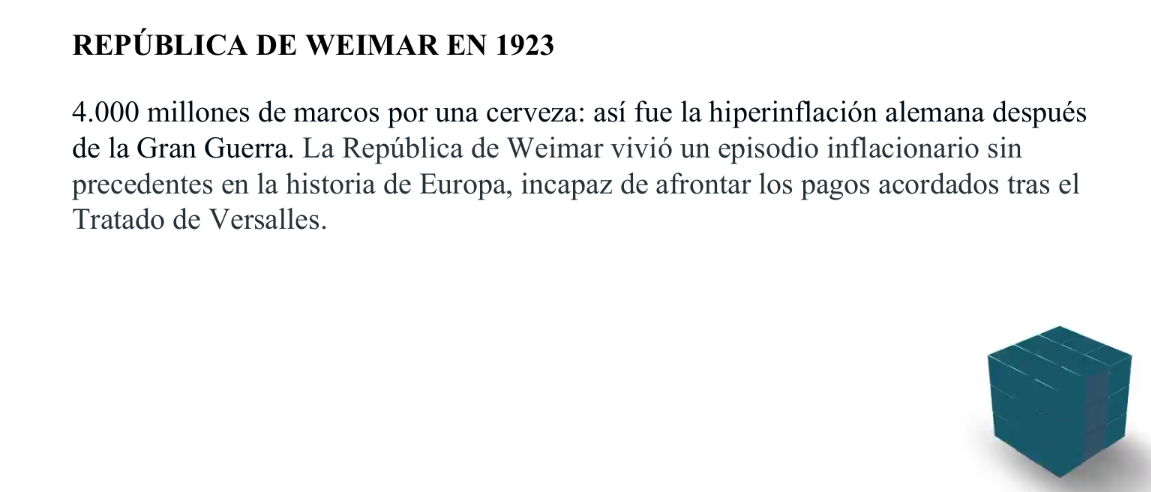 REPÚBLICA DE WEIMAR EN 1923
4.000 millones de marcos por una cerveza: así fue la hiperinflación alemana después
de la Gran Guerra. La República de Weimar vivió un episodio inflacionario sin
precedentes en la historia de Europa, incapaz de afrontar los pagos acordados tras el
Tratado de Versalles.